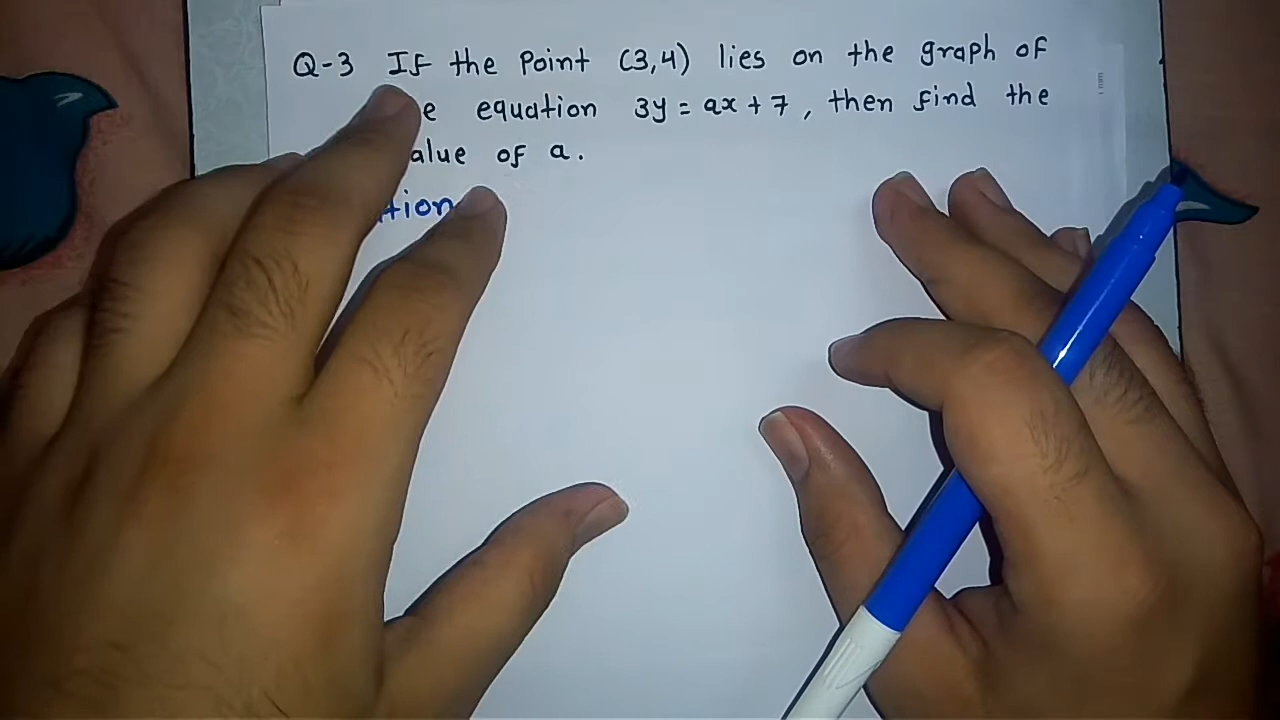 Q-3 If the Point (3,4) lies on the graph of
e equation 3y = ax + 7 , then find the
alue of a.
tion